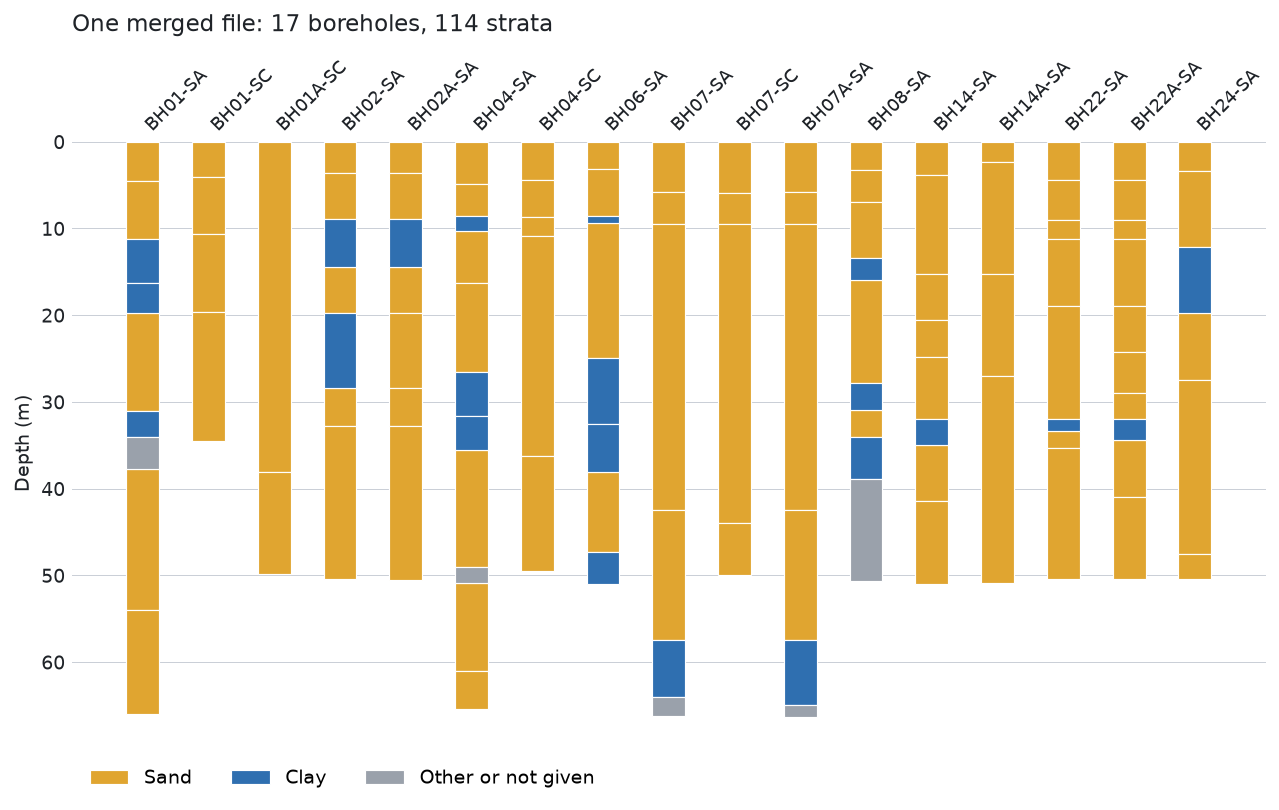 One merged file: 17 boreholes, 114 strata
BH01-SA
BH01-SC
BH01A-SC
BH02-SA
BH02A-SA
BH04-SA
BH04-SC
BH06-SA
BH07-SA
BH07-SC
BH07A-SA
BH08-SA
BH14-SA
BH14A-SA
BH22-SA
BH22A-SA
BH24-SA
0
10
20
30
40
50
60
Depth (m)
Sand
Clay
Other or not given